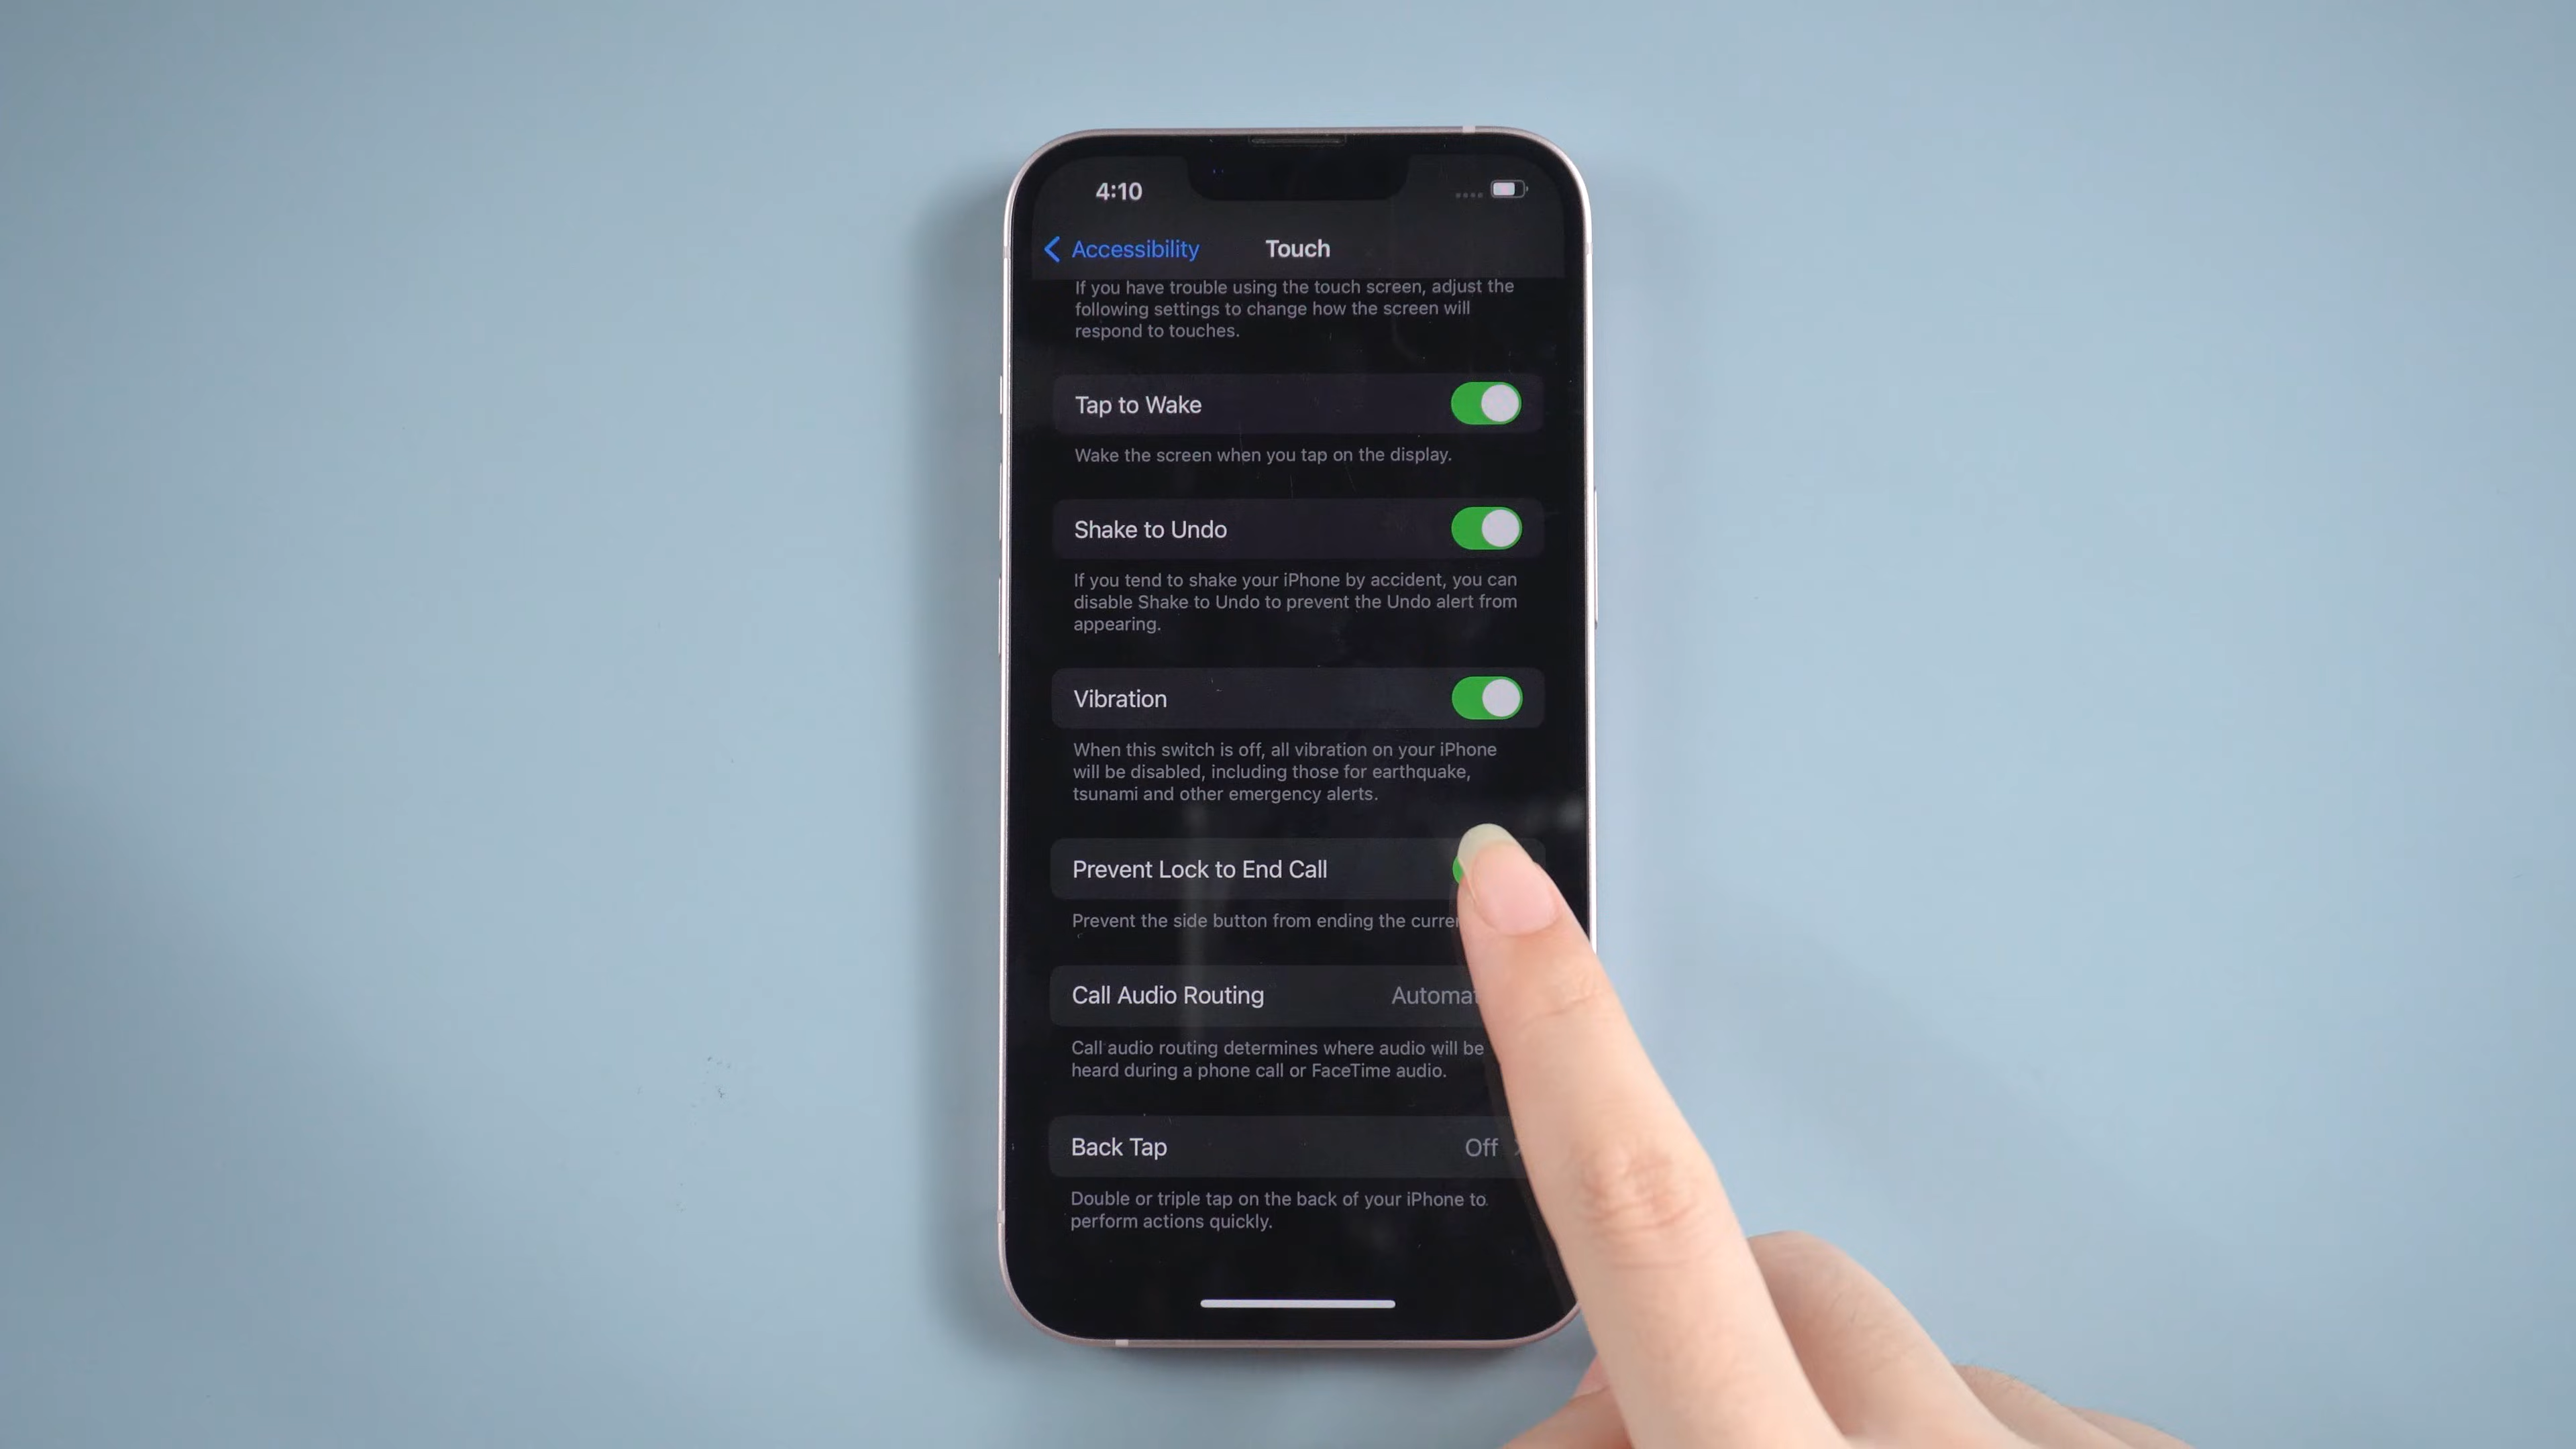 4:10
Accessibility
Touch
If you have trouble using the touch screen, adjust the
following settings to change how the screen will
respond to touches.
Tap to Wake
Wake the screen when you tap on the display.
Shake to Undo
If you tend to shake your iPhone by accident, you can
disable Shake to Undo to prevent the Undo alert from
appearing.
Vibration
When this switch is off, all vibration on your iPhone
will be disabled, including those for earthquake,
tsunami and other emergency alerts.
Prevent Lock to End Call
Prevent the side button from ending the
Call Audio Routing
Call audio routing determines where audio will be
heard during a phone call or FaceTime audio.
Back Tap Off
Double or triple tap on the back of your iPhone to
perform actions quickly.